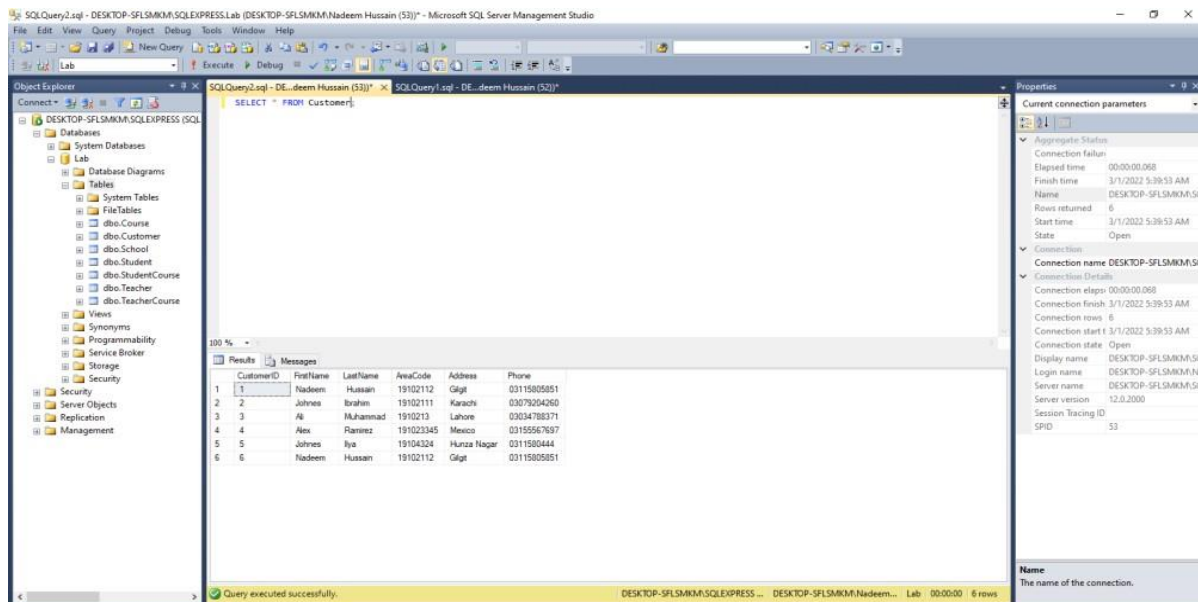 SQLQuery2.sql - DESKTOP-SFLSMKM\SQLEXPRESS.Lab (DESKTOP-SFLSMKM\Nadeem Hussain (53))* - Microsoft SQL Server Management Studio
File Edit View Query Project Debug Tools Window Help
New Query
Lab Execute Debug
Object Explorer
Connect
DESKTOP-SFLSMKM\SQLEXPRESS (SQL
Databases
System Databases
Lab
Database Diagrams
Tables
System Tables
FileTables
dbo.Course
dbo.Customer
dbo.School
dbo.Student
dbo.StudentCourse
dbo.Teacher
dbo.TeacherCourse
Views
Synonyms
Programmability
Service Broker
Storage
Security
Security
Server Objects
Replication
Management
SQLQuery2.sql - DE...deem Hussain (53))* SQLQuery1.sql - DE...deem Hussain (52))*
SELECT * FROM Customer;
100 %
Results Messages
CustomerID FirstName LastName AreaCode Address Phone
1 1 Nadeem Hussain 19102112 Gilgit 03115805851
2 2 Johnes Ibrahim 19102111 Karachi 03079204260
3 3 Ali Muhammad 1910213 Lahore 03034788371
4 4 Alex Ramirez 191023345 Mexico 03155567697
5 5 Johnes Ilya 19104324 Hunza Nagar 0311580444
6 6 Nadeem Hussain 19102112 Gilgit 03115805851
Query executed successfully. DESKTOP-SFLSMKM\SQLEXPRESS ... DESKTOP-SFLSMKM\Nadeem... Lab 00:00:00 6 rows
Properties
Current connection parameters
Aggregate Status
Connection failur
Elapsed time 00:00:00.068
Finish time 3/1/2022 5:39:53 AM
Name DESKTOP-SFLSMKM\S
Rows returned 6
Start time 3/1/2022 5:39:53 AM
State Open
Connection
Connection name DESKTOP-SFLSMKM\S
Connection Details
Connection elaps 00:00:00.068
Connection finish 3/1/2022 5:39:53 AM
Connection rows 6
Connection start t 3/1/2022 5:39:53 AM
Connection state Open
Display name DESKTOP-SFLSMKM\S
Login name DESKTOP-SFLSMKM\N
Server name DESKTOP-SFLSMKM\S
Server version 12.0.2000
Session Tracing ID
SPID 53
Name
The name of the connection.